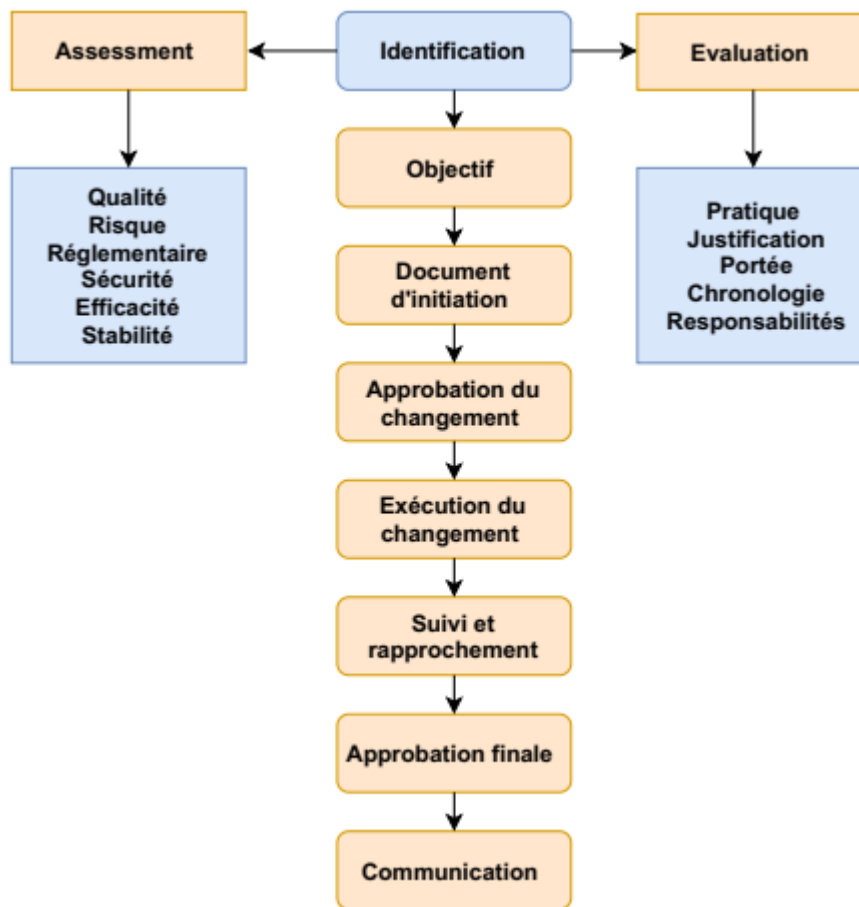 Assessment
Identification
Evaluation
Objectif
Qualité
Risque
Réglementaire
Sécurité
Efficacité
Stabilité
Pratique
Justification
Portée
Chronologie
Responsabilités
Document
d'initiation
Approbation du
changement
Exécution du
changement
Suivi et
rapprochement
Approbation finale
Communication